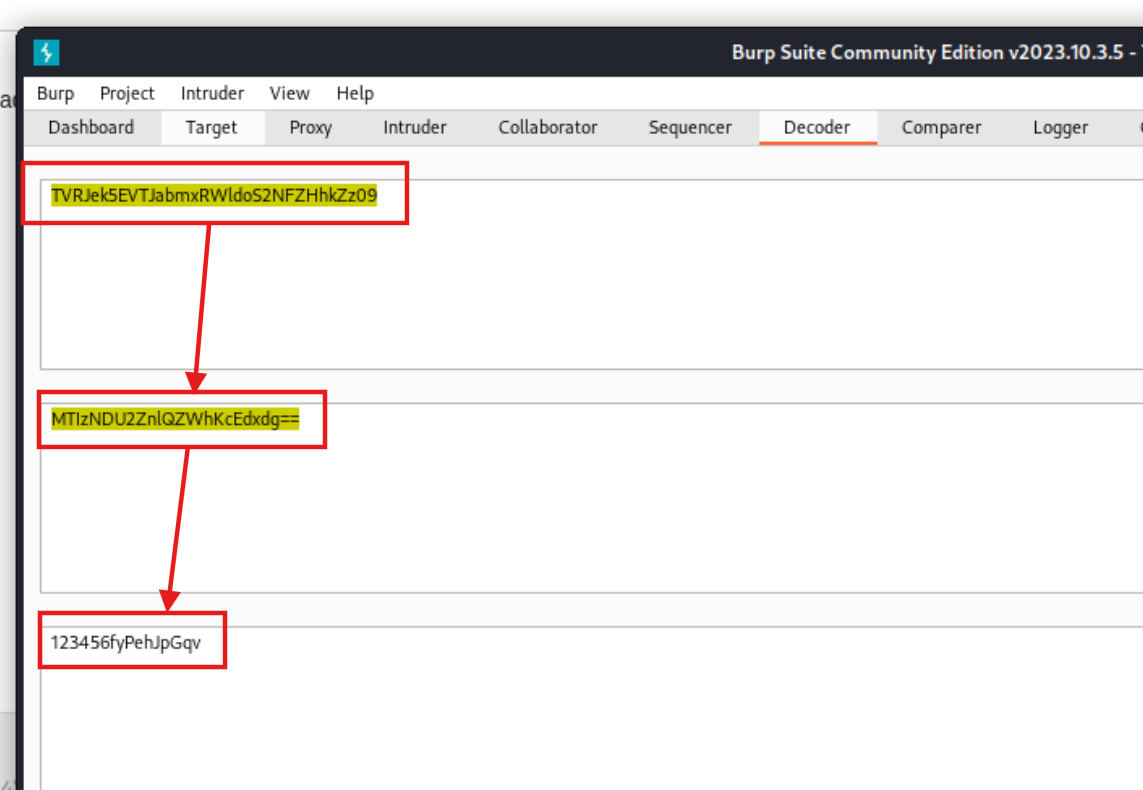 Burp Suite Community Edition v2023.10.3.5 -
Burp Project Intruder View Help
Dashboard Target Proxy Intruder Collaborator Sequencer Decoder Comparer Logger
TVRJek5EVTJabmxRWldoS2NFZHhkZz09
MTIzNDU2ZnlQZWhKcEdxdg==
123456fyPehJpGqv